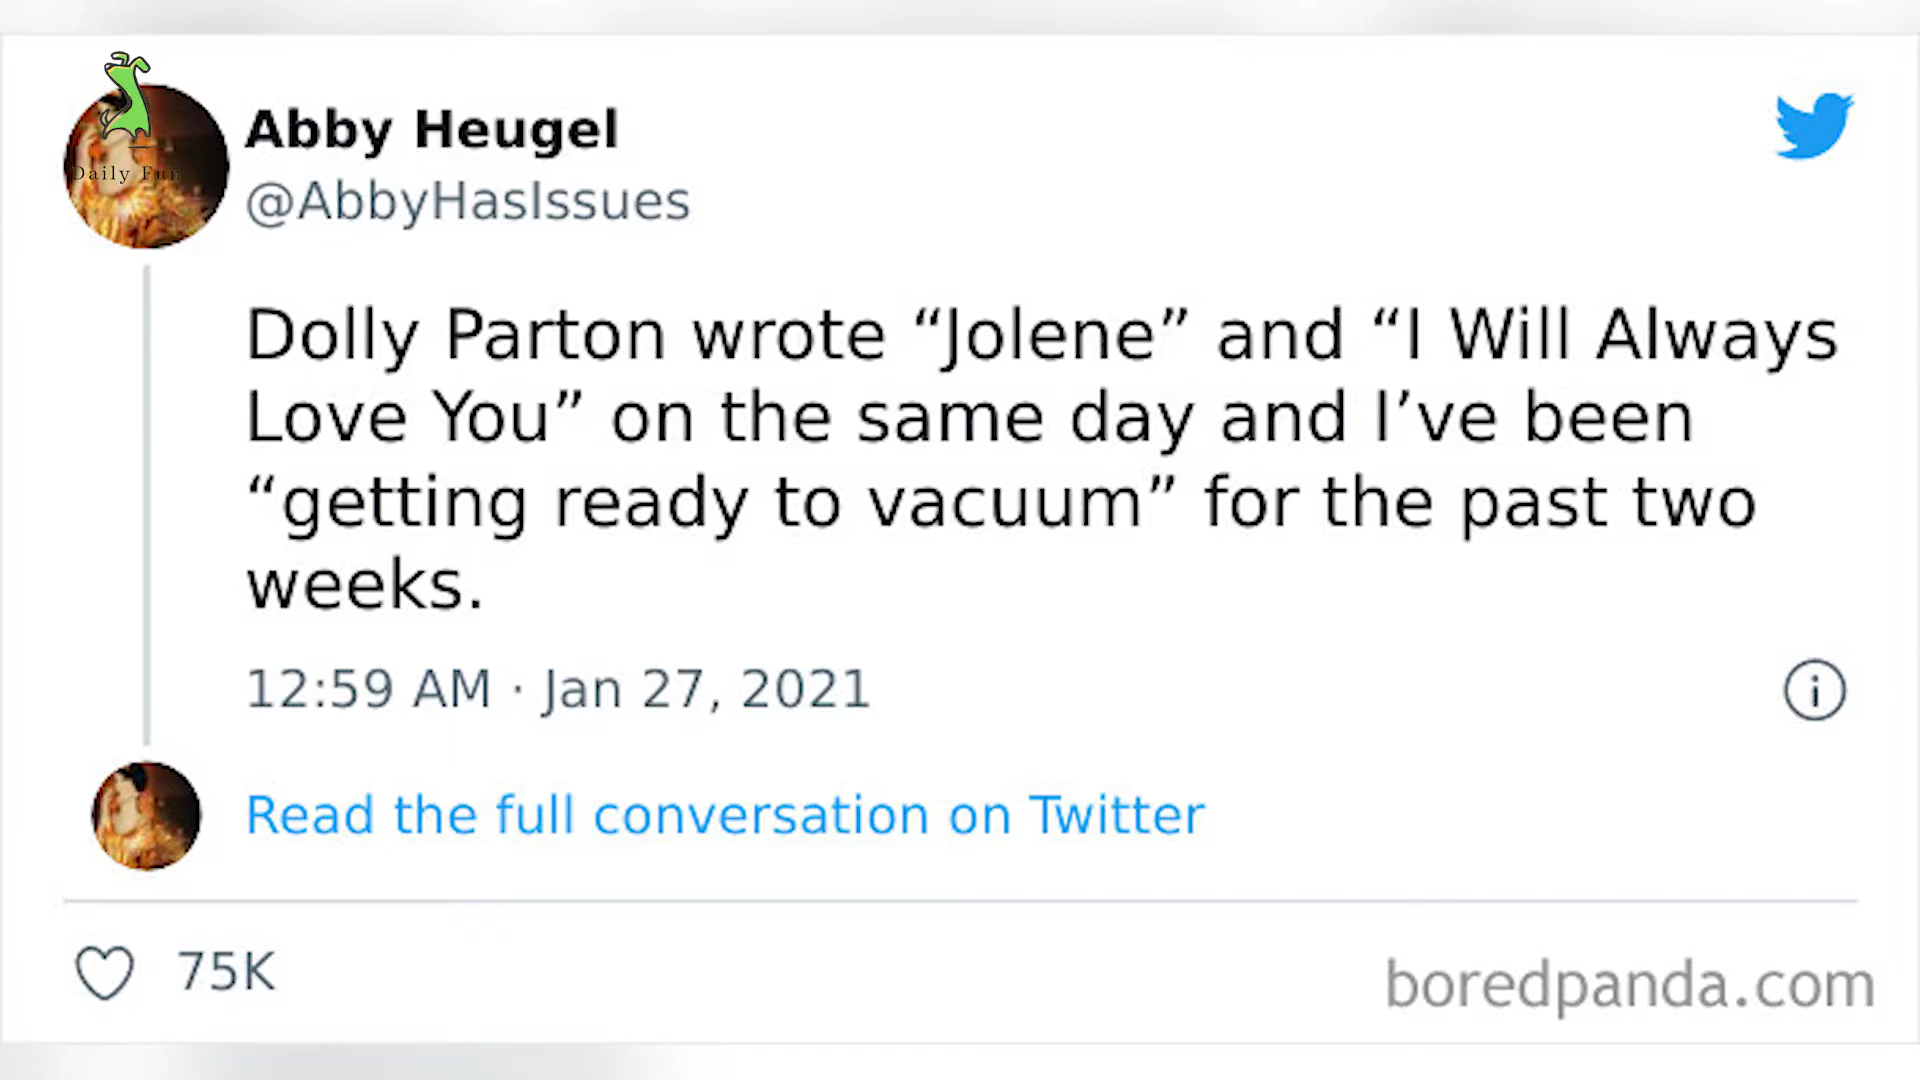 Abby Heugel
@AbbyHasIssues
Daily Fun
Dolly Parton wrote “Jolene” and “I Will Always
Love You” on the same day and I’ve been
“getting ready to vacuum” for the past two
weeks.
12:59 AM · Jan 27, 2021
Read the full conversation on Twitter
75K
boredpanda.com